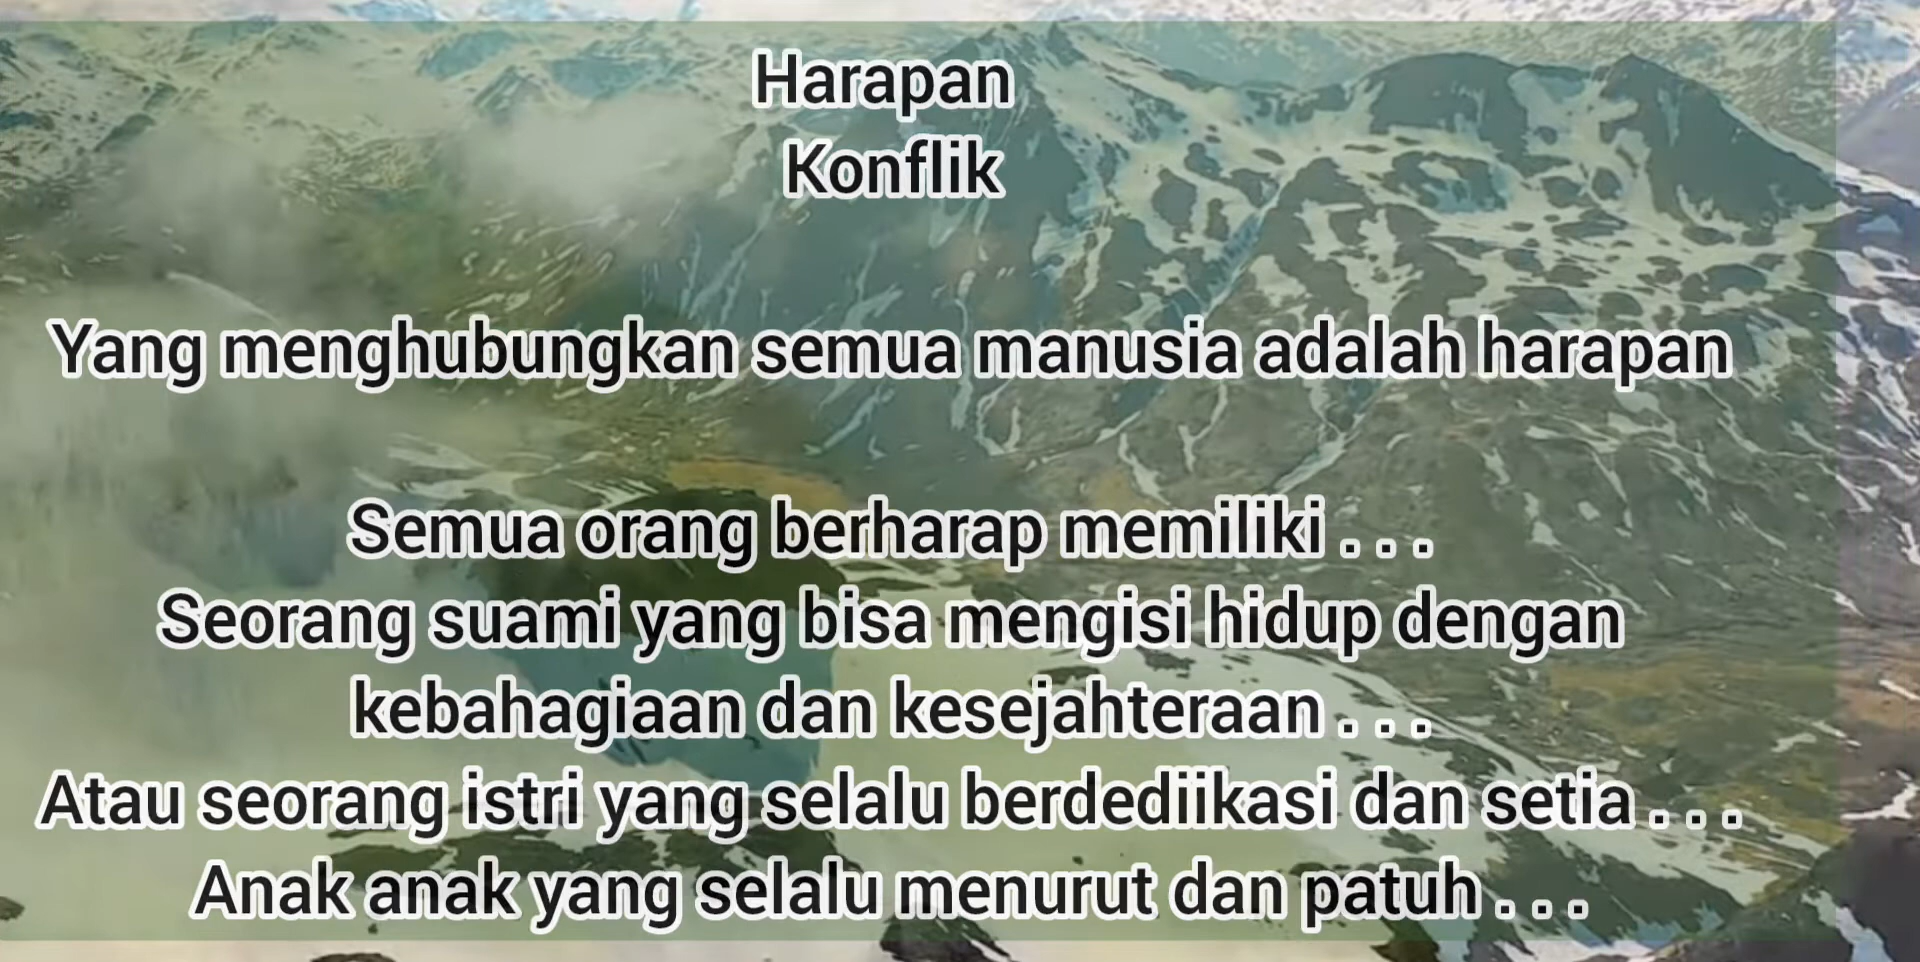 Harapan
Konflik
Yang menghubungkan semua manusia adalah harapan
Semua orang berharap memiliki . . .
Seorang suami yang bisa mengisi hidup dengan
kebahagiaan dan kesejahteraan . . .
Atau seorang istri yang selalu berdediikasi dan setia . . .
Anak anak yang selalu menurut dan patuh . . .